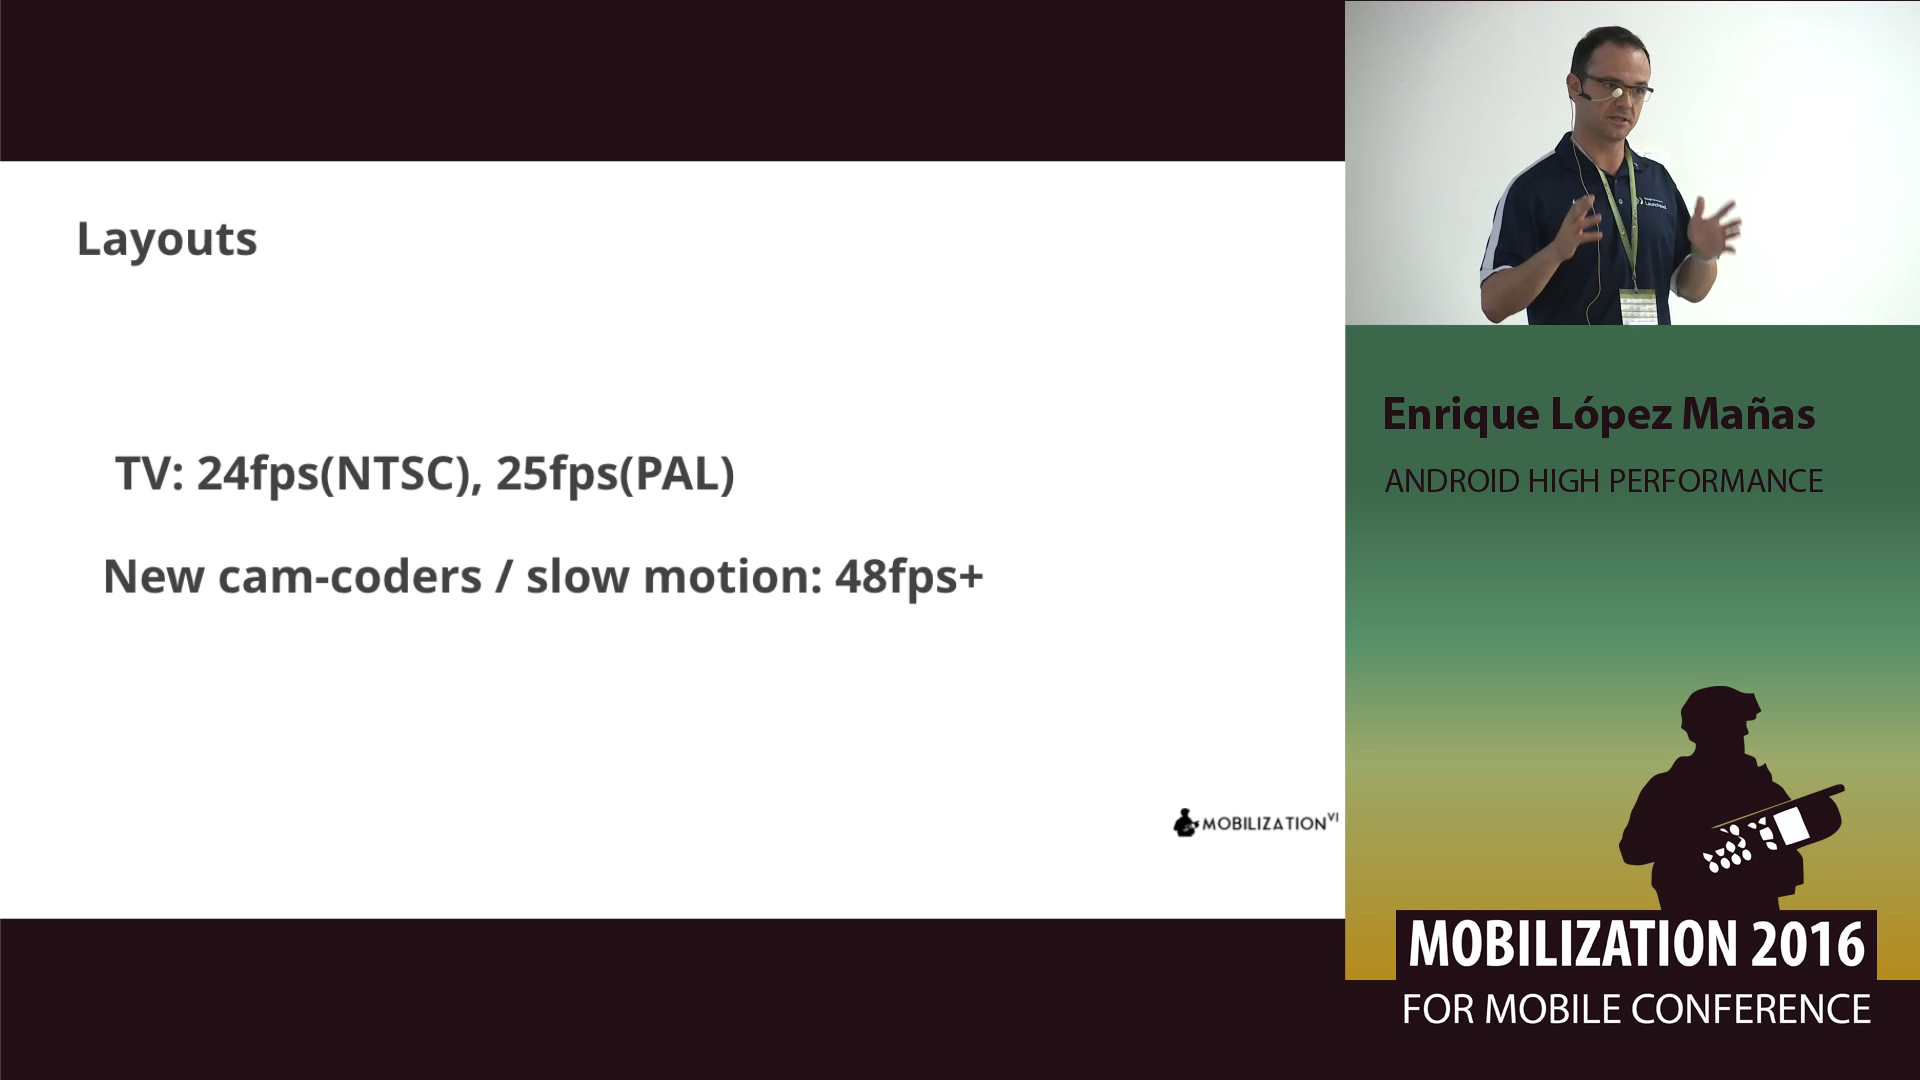 Layouts
TV: 24fps(NTSC), 25fps(PAL)
New cam-coders / slow motion: 48fps+
MOBILIZATION VI
Enrique López Mañas
ANDROID HIGH PERFORMANCE
MOBILIZATION 2016
FOR MOBILE CONFERENCE